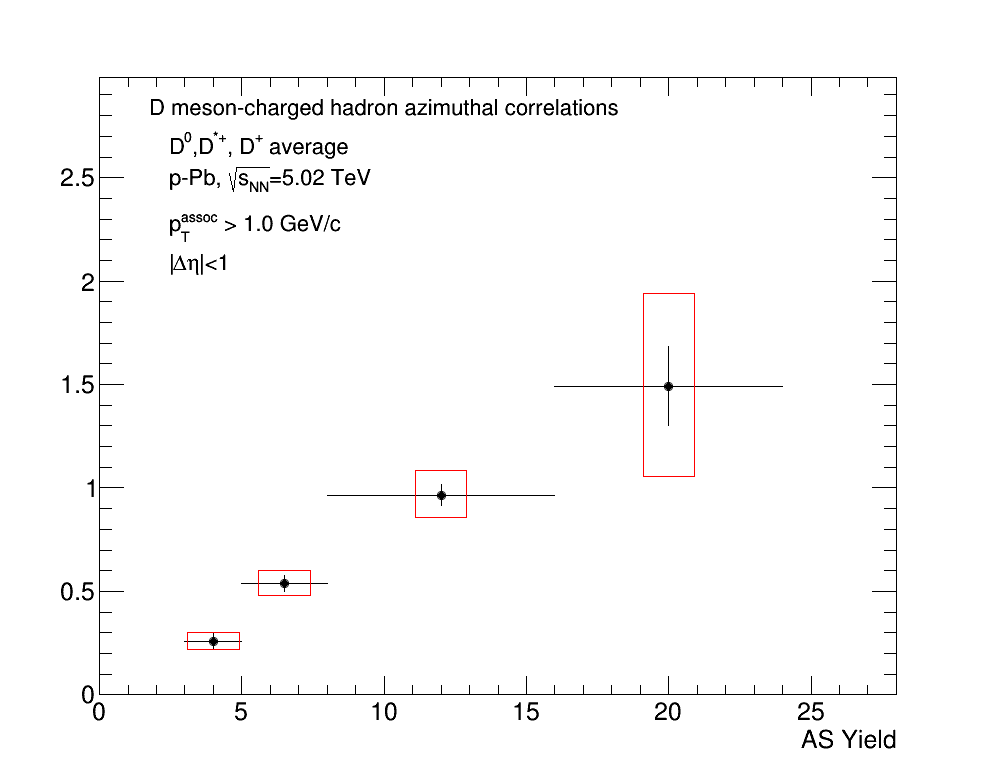 D meson-charged hadron azimuthal correlations
D⁰,D*⁺, D⁺ average
p-Pb, √sNN=5.02 TeV
pTassoc > 1.0 GeV/c
|Δη|<1
2.5
2
1.5
1
0.5
0
0 5 10 15 20 25
AS Yield